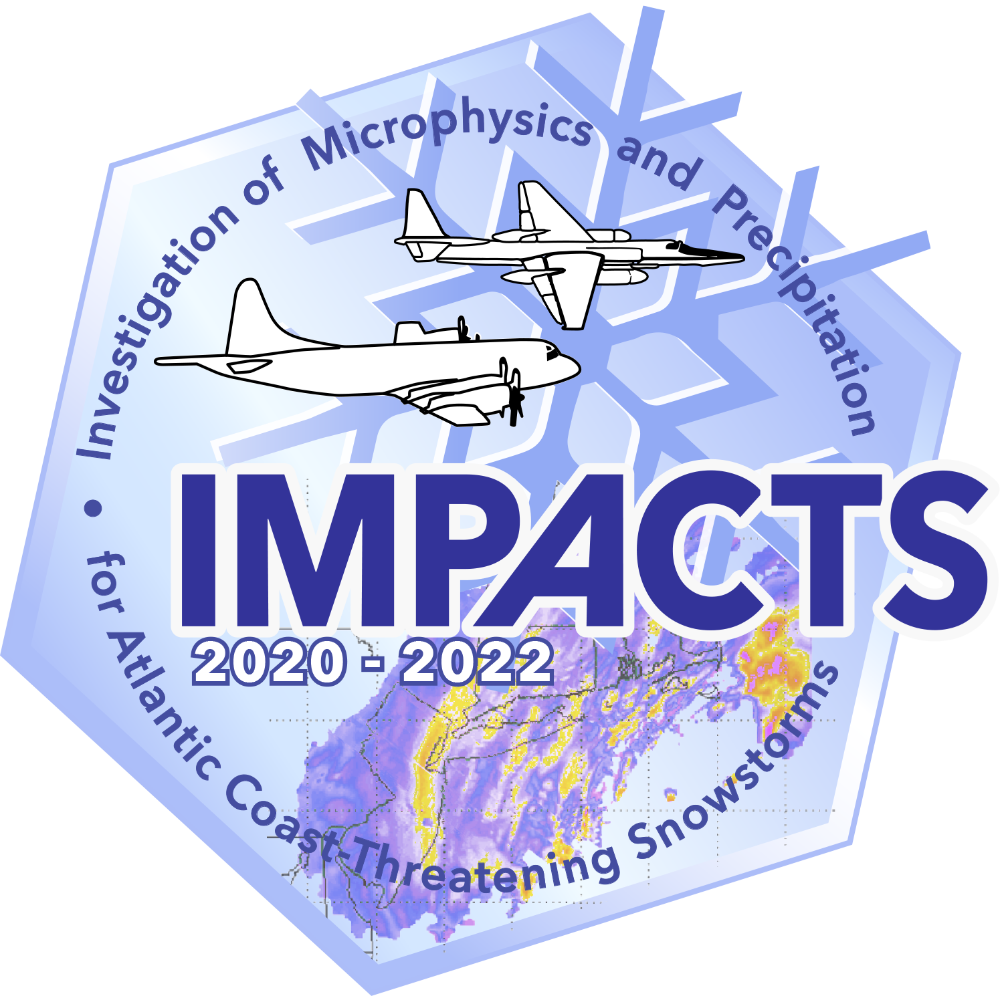 Investigation of Microphysics and Precipitation
IMPACTS
2020 - 2022
• for Atlantic Coast-Threatening Snowstorms